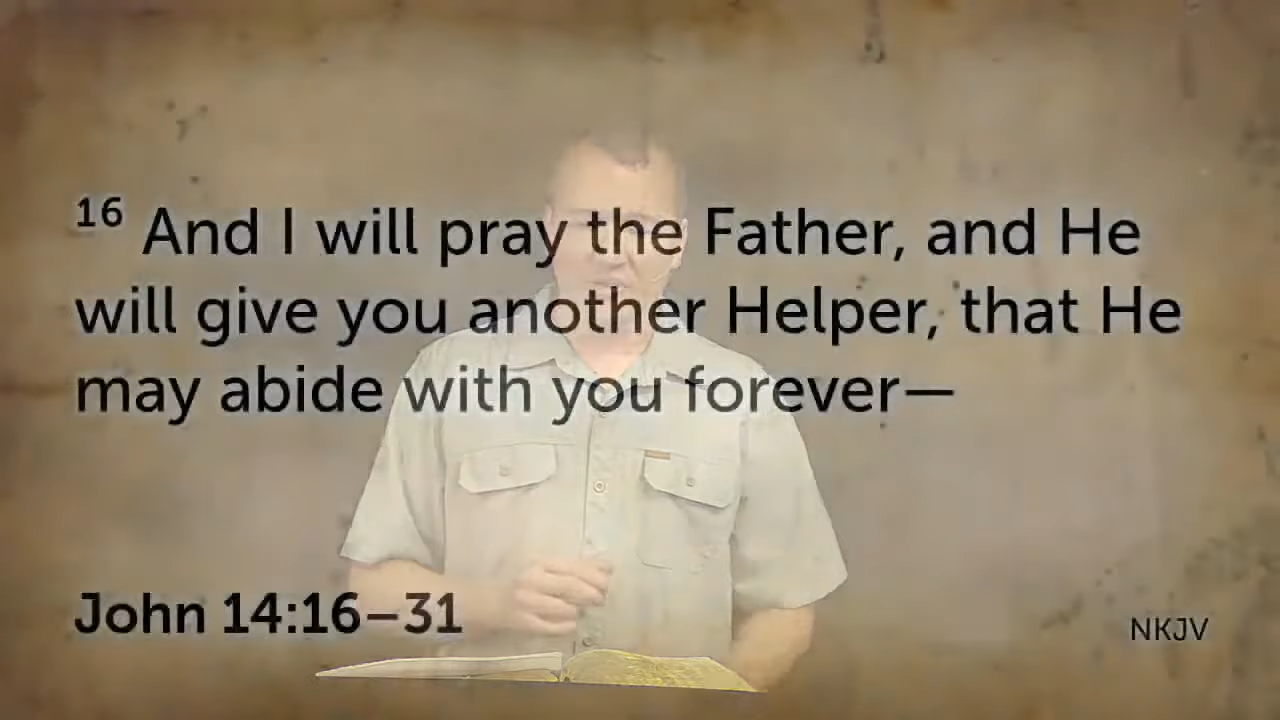 16 And I will pray the Father, and He
will give you another Helper, that He
may abide with you forever—
John 14:16–31
NKJV